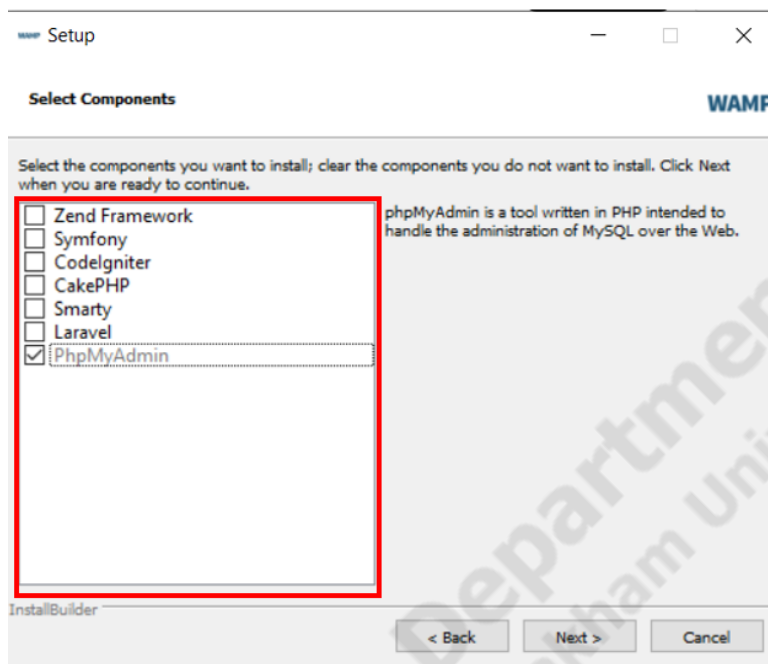 WAMP Setup
Select Components
WAMP
Select the components you want to install; clear the components you do not want to install. Click Next
when you are ready to continue.
Zend Framework
Symfony
CodeIgniter
CakePHP
Smarty
Laravel
PhpMyAdmin
phpMyAdmin is a tool written in PHP intended to
handle the administration of MySQL over the Web.
InstallBuilder
< Back
Next >
Cancel